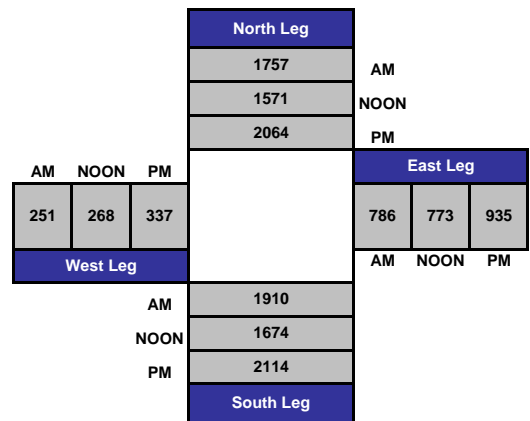 North Leg
1757 AM
1571 NOON
2064 PM
AM NOON PM
East Leg
251 268 337
786 773 935
West Leg
AM NOON PM
AM 1910
NOON 1674
PM 2114
South Leg